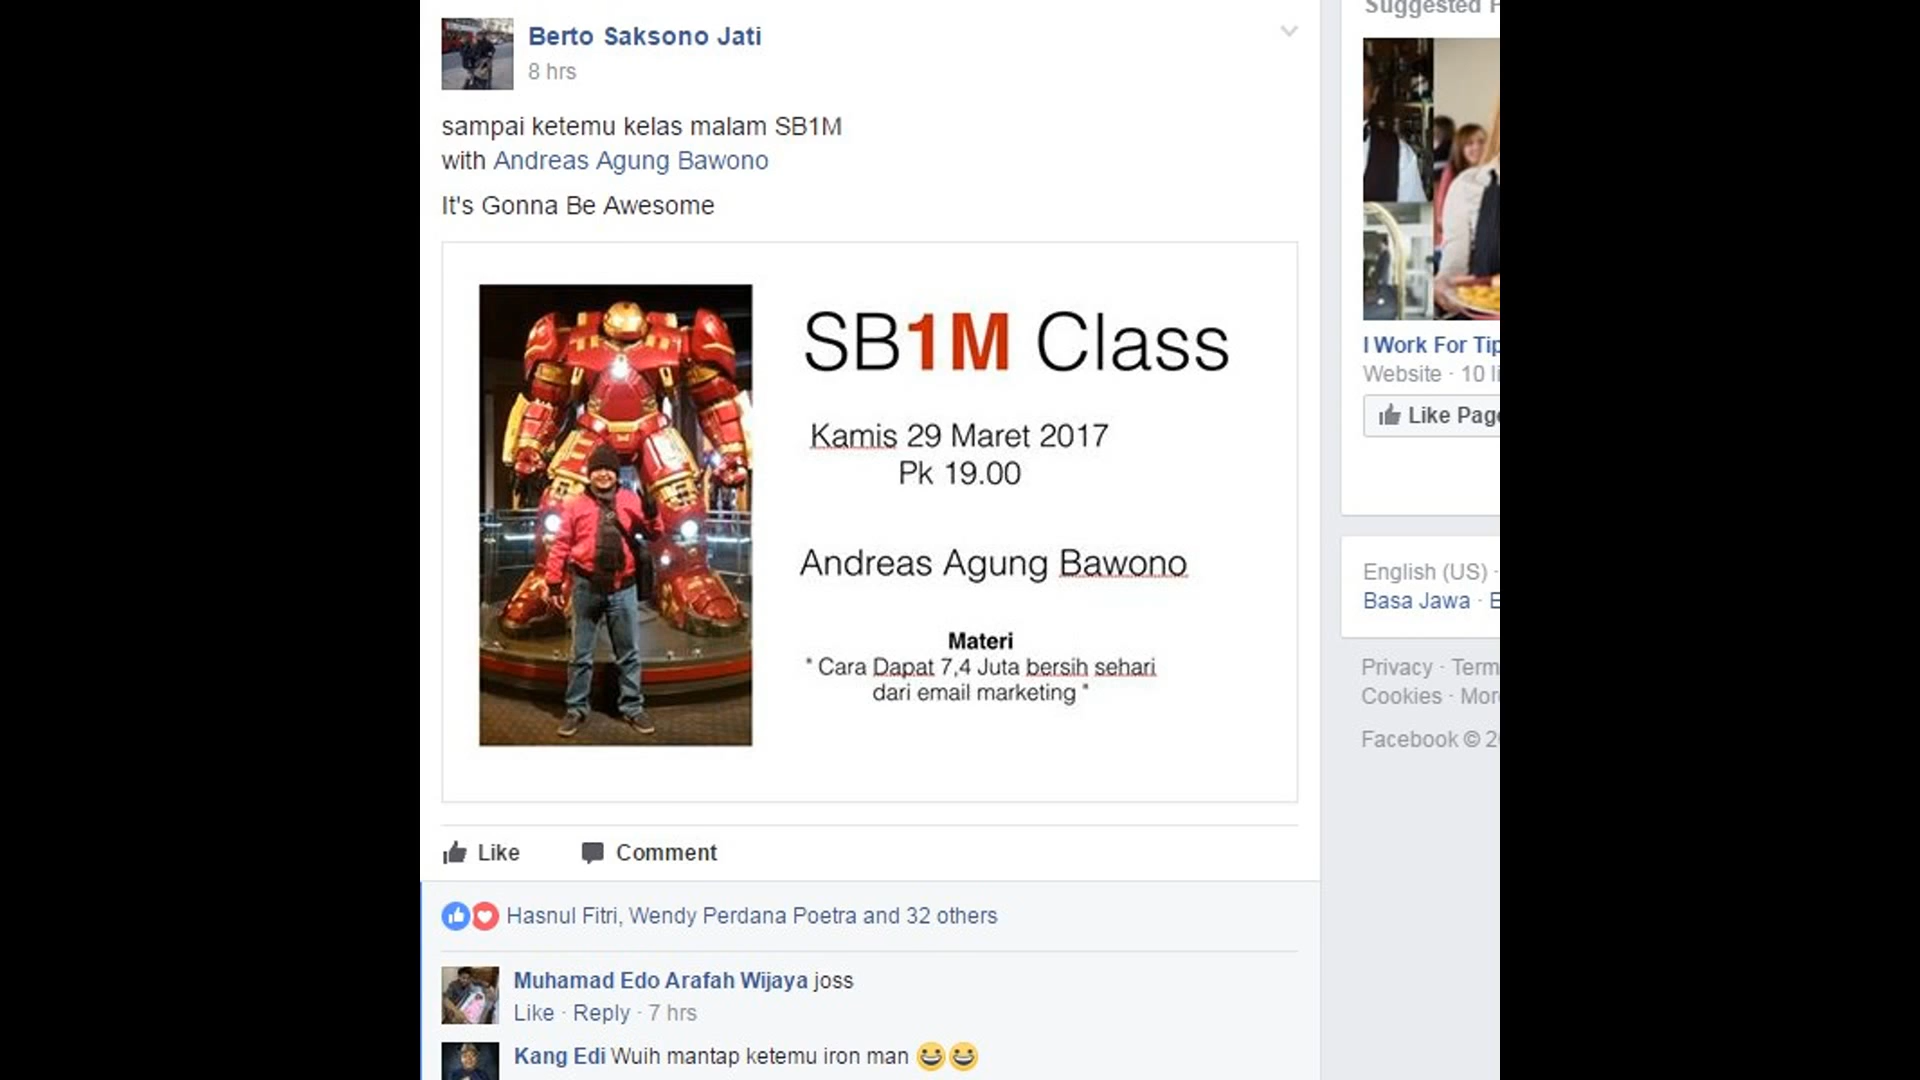 Berto Saksono Jati
8 hrs
sampai ketemu kelas malam SB1M
with Andreas Agung Bawono
It's Gonna Be Awesome
SB1M Class
Kamis 29 Maret 2017
Pk 19.00
Andreas Agung Bawono
Materi
" Cara Dapat 7,4 Juta bersih sehari
dari email marketing "
Like Comment
Hasnul Fitri, Wendy Perdana Poetra and 32 others
Muhamad Edo Arafah Wijaya joss
Like · Reply · 7 hrs
Kang Edi Wuih mantap ketemu iron man 😀😀
Suggested P
I Work For Tip
Website · 10 li
Like Page
English (US) ·
Basa Jawa · B
Privacy · Term
Cookies · Mor
Facebook © 2